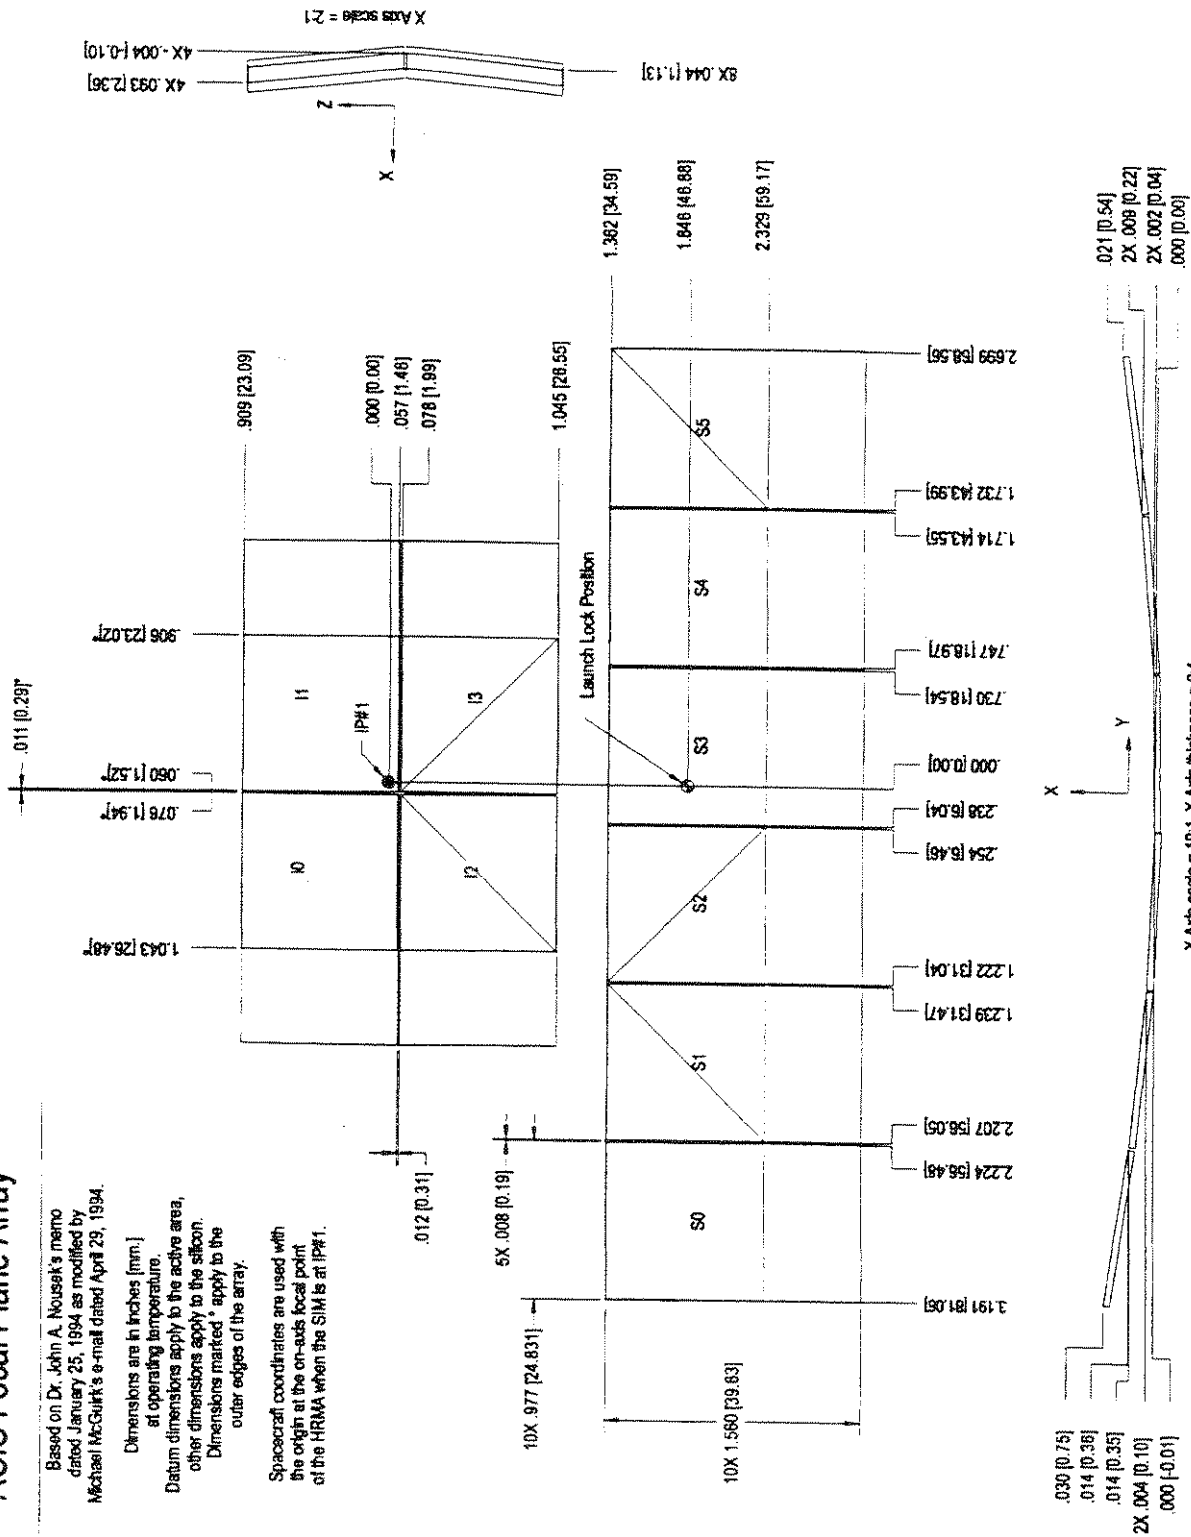 ACIS Focal Plane Array
Based on Dr. John A. Nousek's memo
dated January 25, 1994 as modified by
Michael McGuirk's e-mail dated April 29, 1994.
Dimensions are in inches [mm.]
at operating temperature.
Datum dimensions apply to the active area,
other dimensions apply to the silicon.
Dimensions marked * apply to the
outer edges of the array.
Spacecraft coordinates are used with
the origin at the on-axis focal point
of the HRMA when the SIM is at IP#1.
.011 [0.29]*
1.043 [26.48]*
.076 [1.94]*
.060 [1.52]*
.906 [23.02]*
.909 [23.09]
.000 [0.00]
.057 [1.46]
.078 [1.99]
1.045 [26.55]
I0
I1
I2
I3
IP#1
.012 [0.31]
5X .008 [0.19]
10X .977 [24.831]
10X 1.560 [39.63]
Launch Lock Position
S0
S1
S2
S3
S4
S5
1.362 [34.59]
1.846 [46.88]
2.329 [59.17]
3.191 [81.06]
2.224 [56.48]
2.207 [56.05]
1.239 [31.47]
1.222 [31.04]
.254 [6.46]
.238 [6.04]
.000 [0.00]
.730 [18.54]
.747 [18.97]
1.714 [43.55]
1.732 [43.99]
2.699 [68.56]
4X .093 [2.36]
4X -.004 [-0.10]
8X .044 [1.13]
Z
X
X Axis scale = 2:1
.030 [0.75]
.014 [0.36]
.014 [0.35]
2X .004 [0.10]
.000 [-0.01]
X
Y
.021 [0.54]
2X .009 [0.22]
2X .002 [0.04]
.000 [0.00]